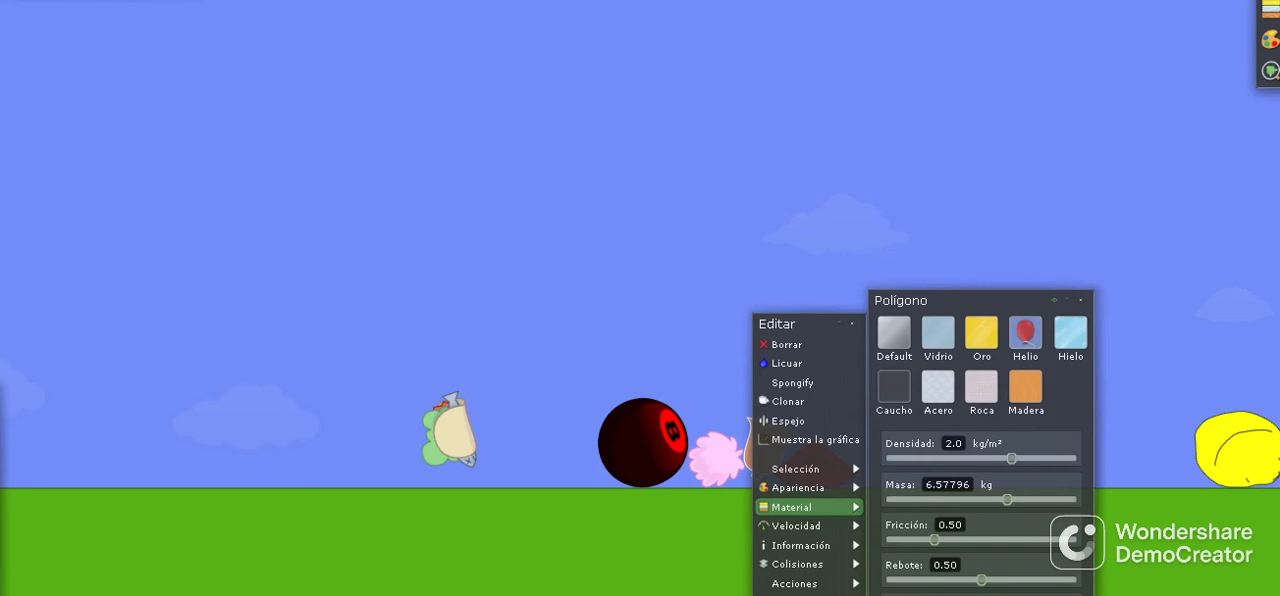 Editar
Borrar
Licuar
Spongify
Clonar
Espejo
Muestra la gráfica
Selección
Apariencia
Material
Velocidad
Información
Colisiones
Acciones
Polígono
Default Vidrio Oro Helio Hielo
Caucho Acero Roca Madera
Densidad: 2.0 kg/m²
Masa: 6.57796 kg
Fricción: 0.50
Rebote: 0.50
Wondershare
DemoCreator